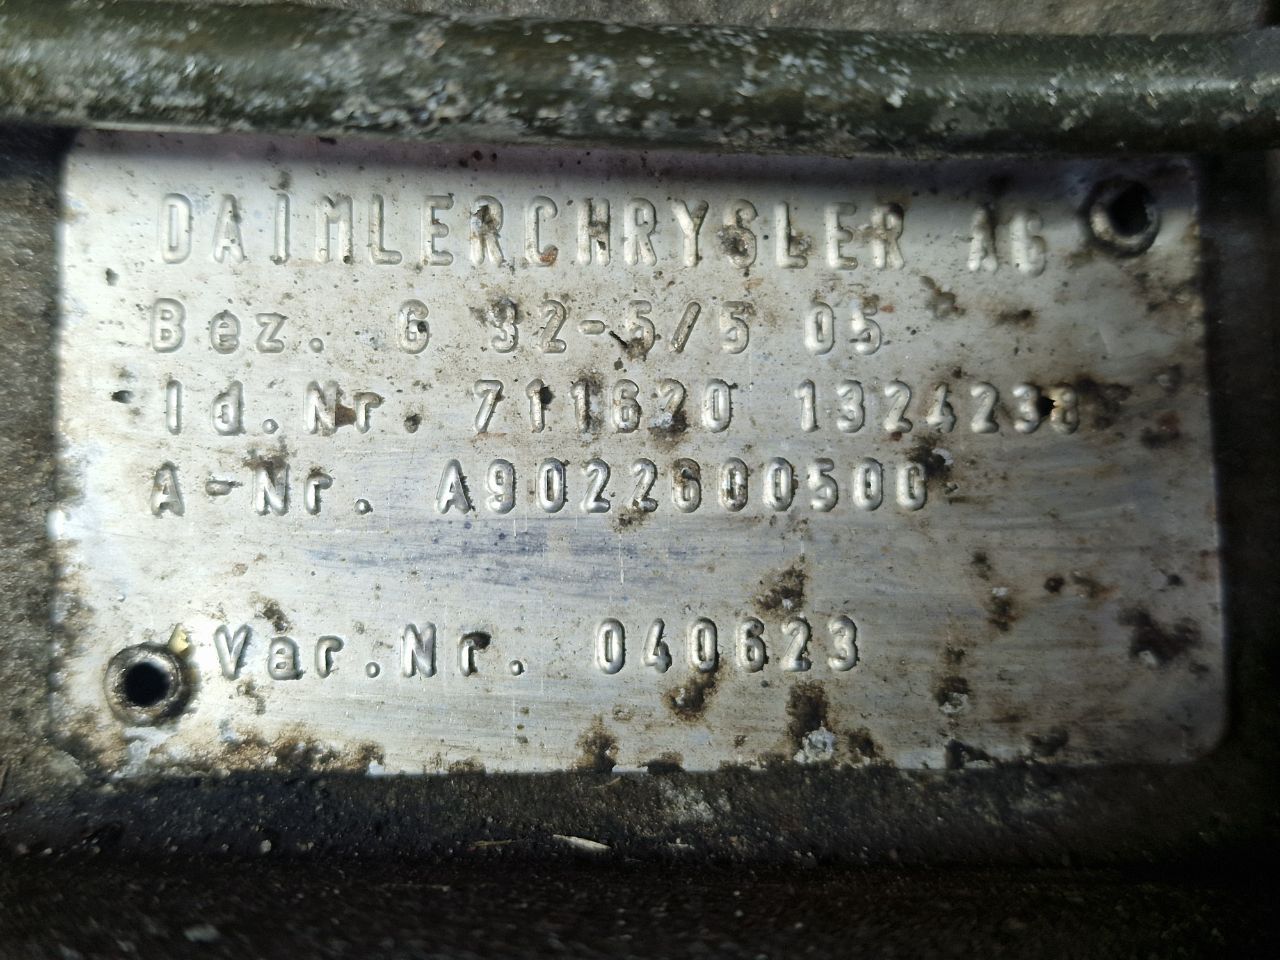 DAIMLERCHRYSLER AG
Bez. G 32-5/5 05
Id.Nr. 711620 1324238
A-Nr. A9022600500
Var.Nr. 040623